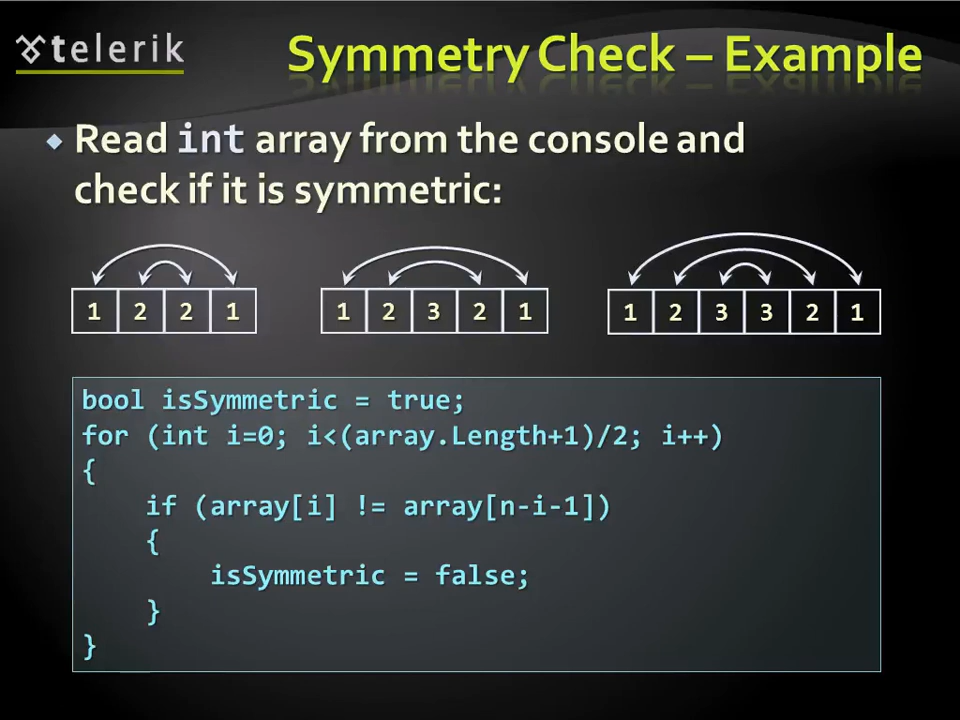 telerik
Symmetry Check – Example
Read int array from the console and
check if it is symmetric:
1 2 2 1
1 2 3 2 1
1 2 3 3 2 1
bool isSymmetric = true;
for (int i=0; i<(array.Length+1)/2; i++)
{
    if (array[i] != array[n-i-1])
    {
        isSymmetric = false;
    }
}